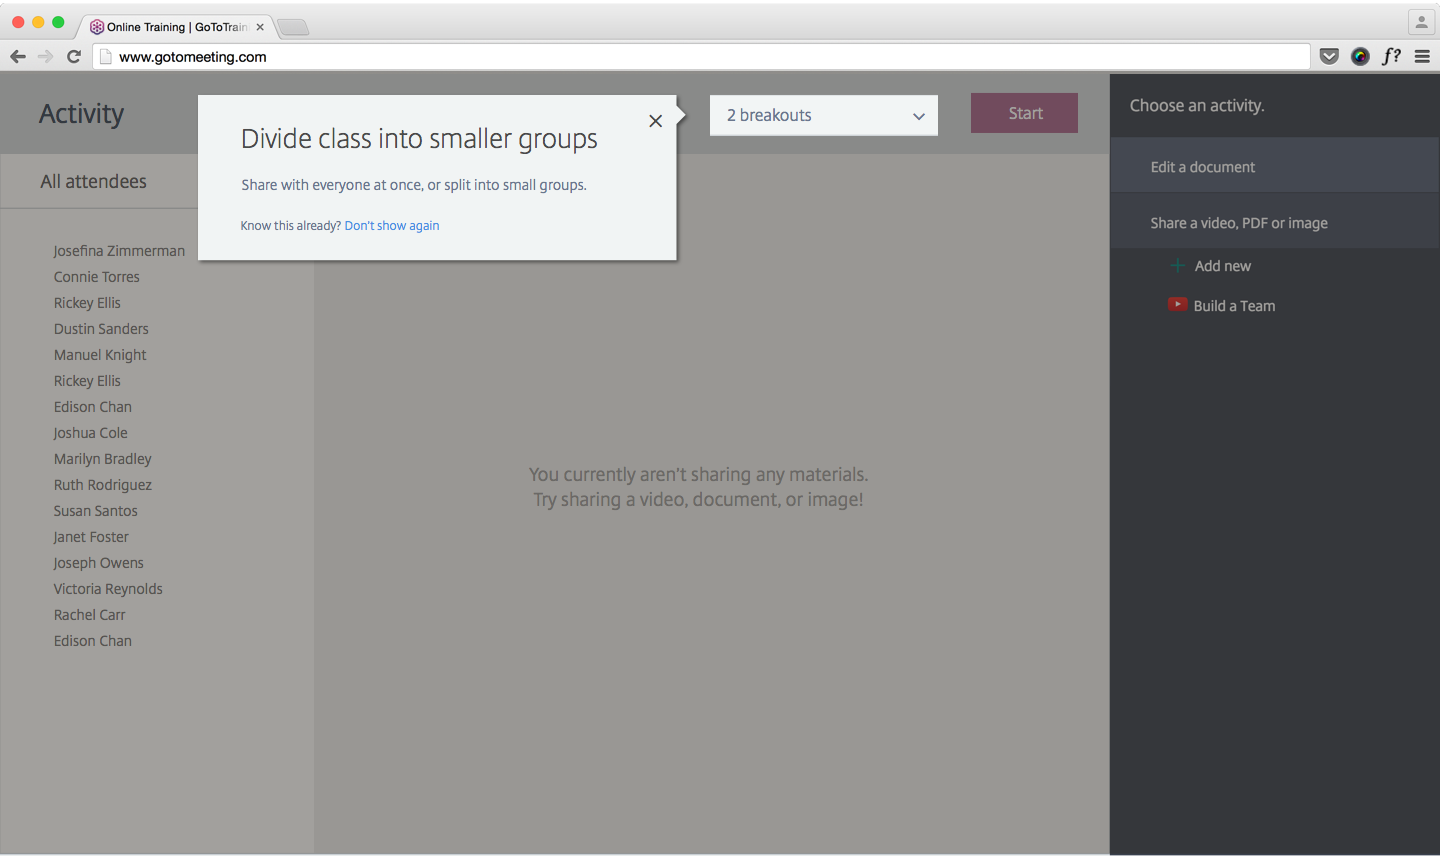 Online Training | GoToTrain
www.gotomeeting.com
f?
Activity
Divide class into smaller groups
Share with everyone at once, or split into small groups.
Know this already? Don't show again
2 breakouts
Start
Choose an activity.
Edit a document
Share a video, PDF or image
Add new
Build a Team
All attendees
Josefina Zimmerman
Connie Torres
Rickey Ellis
Dustin Sanders
Manuel Knight
Rickey Ellis
Edison Chan
Joshua Cole
Marilyn Bradley
Ruth Rodriguez
Susan Santos
Janet Foster
Joseph Owens
Victoria Reynolds
Rachel Carr
Edison Chan
You currently aren't sharing any materials.
Try sharing a video, document, or image!